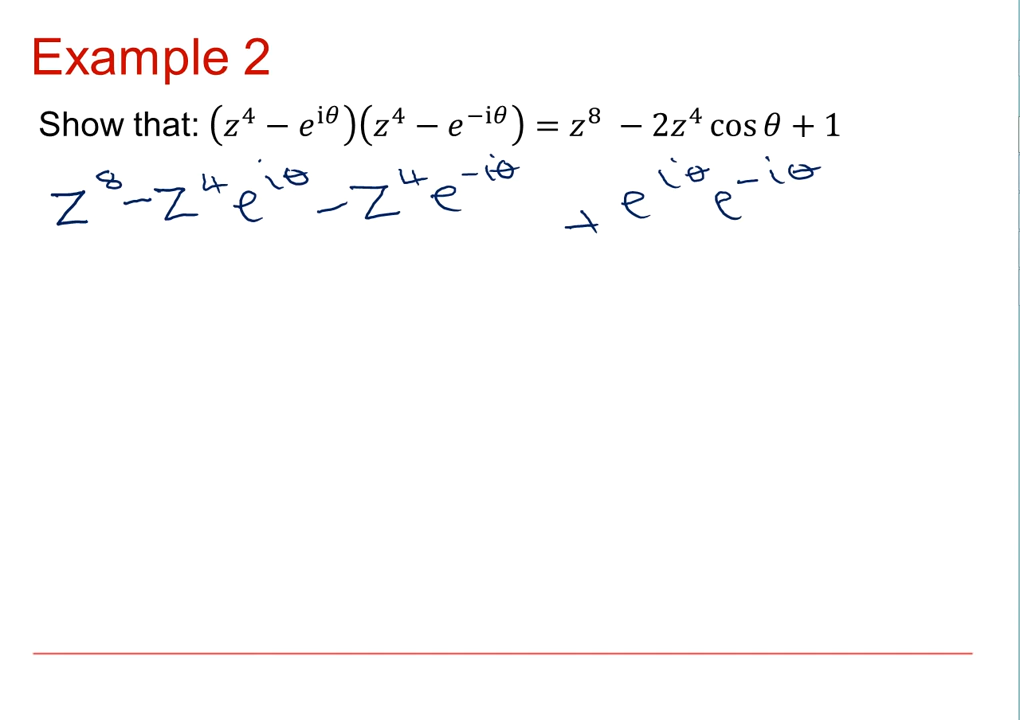 Example 2
Show that: (z⁴ − e^{iθ})(z⁴ − e^{−iθ}) = z⁸ − 2z⁴ cos θ + 1
z⁸ − z⁴e^{iθ} − z⁴e^{−iθ} + e^{iθ}e^{−iθ}